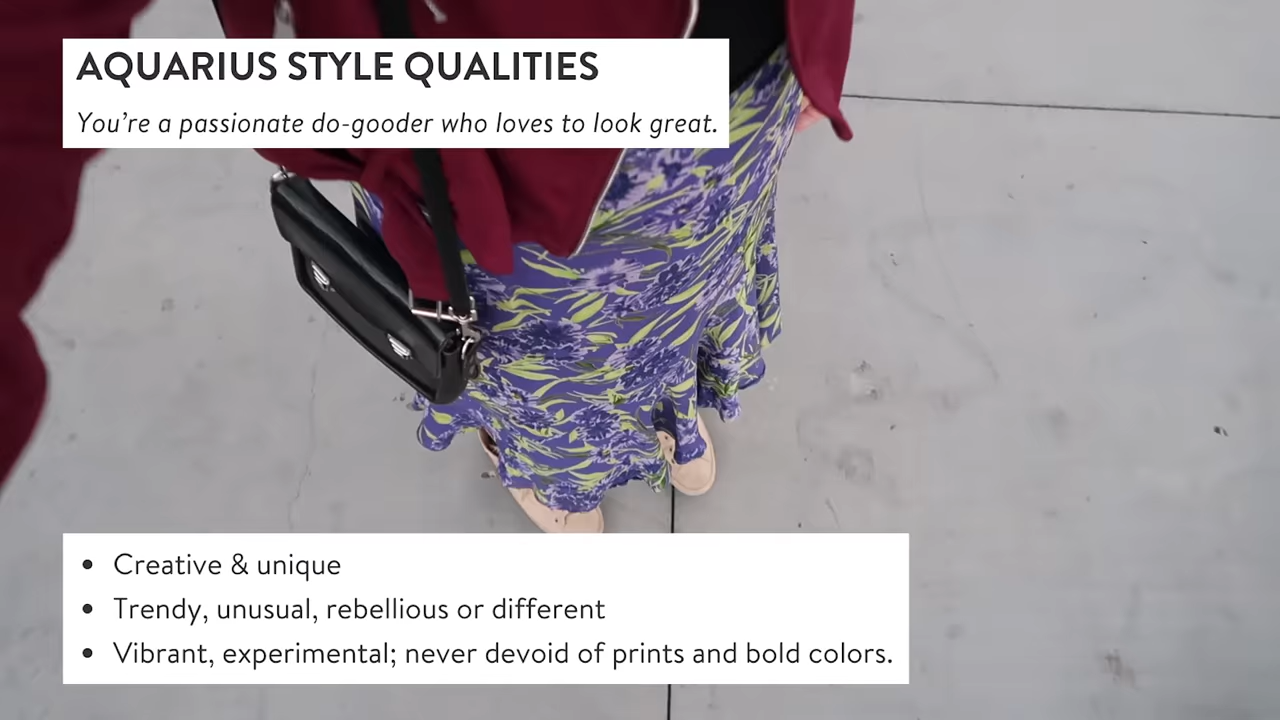 AQUARIUS STYLE QUALITIES
You're a passionate do-gooder who loves to look great.
• Creative & unique
• Trendy, unusual, rebellious or different
• Vibrant, experimental; never devoid of prints and bold colors.